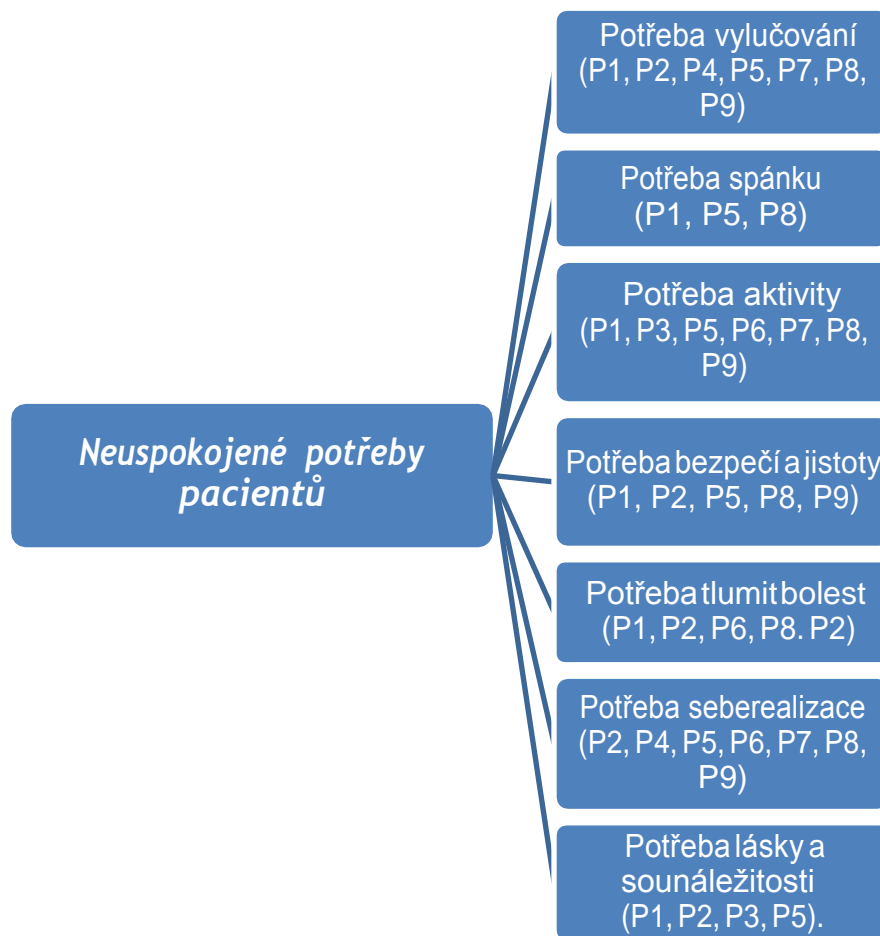 Potřeba vylučování
(P1, P2, P4, P5, P7, P8,
P9)
Potřeba spánku
(P1, P5, P8)
Potřeba aktivity
(P1, P3, P5, P6, P7, P8,
P9)
Neuspokojené potřeby
pacientů
Potřeba bezpečí a jistoty
(P1, P2, P5, P8, P9)
Potřeba tlumit bolest
(P1, P2, P6, P8. P2)
Potřeba seberealizace
(P2, P4, P5, P6, P7, P8,
P9)
Potřeba lásky a
sounáležitosti
(P1, P2, P3, P5).